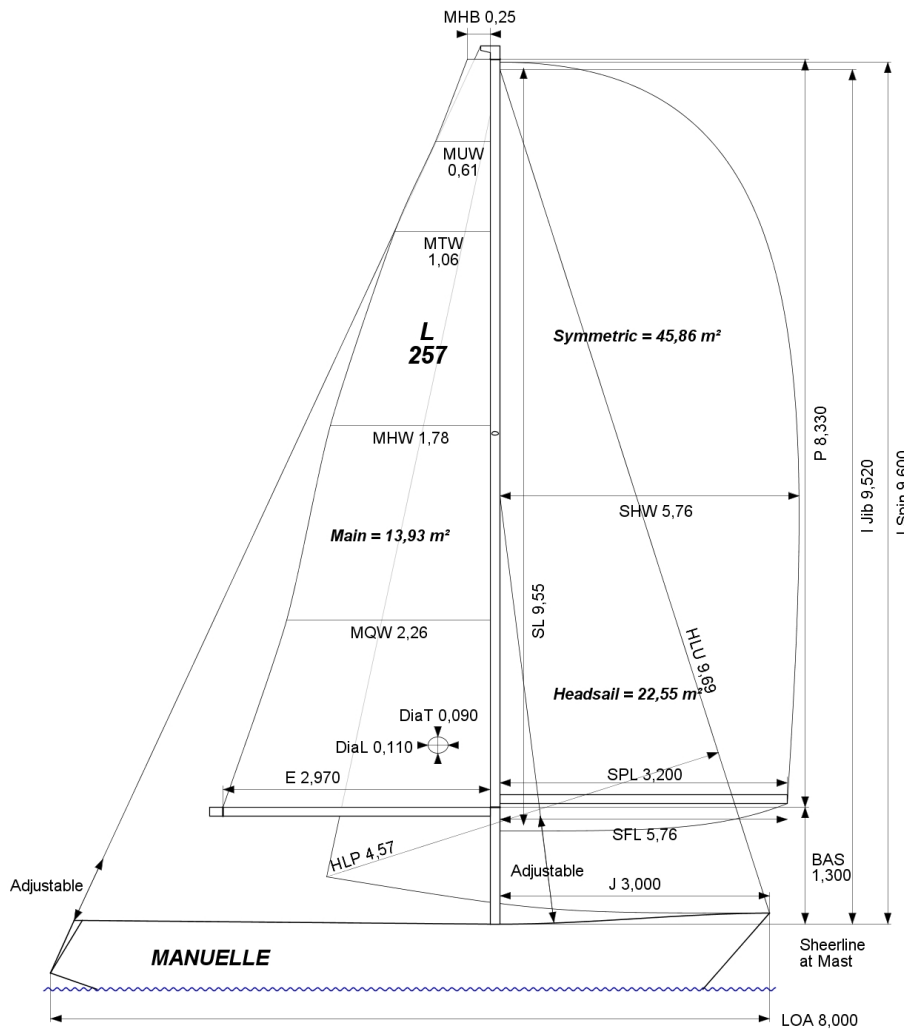 MHB 0,25
MUW
0,61
MTW
1,06
L
257
Symmetric = 45,86 m²
P 8,330
I Jib 9,520
I Spin 9,600
MHW 1,78
SHW 5,76
Main = 13,93 m²
SL 9,55
MQW 2,26
HLU 9,69
Headsail = 22,55 m²
DiaT 0,090
DiaL 0,110
E 2,970
SPL 3,200
SFL 5,76
HLP 4,57
BAS
1,300
Adjustable
Adjustable
J 3,000
MANUELLE
Sheerline
at Mast
LOA 8,000